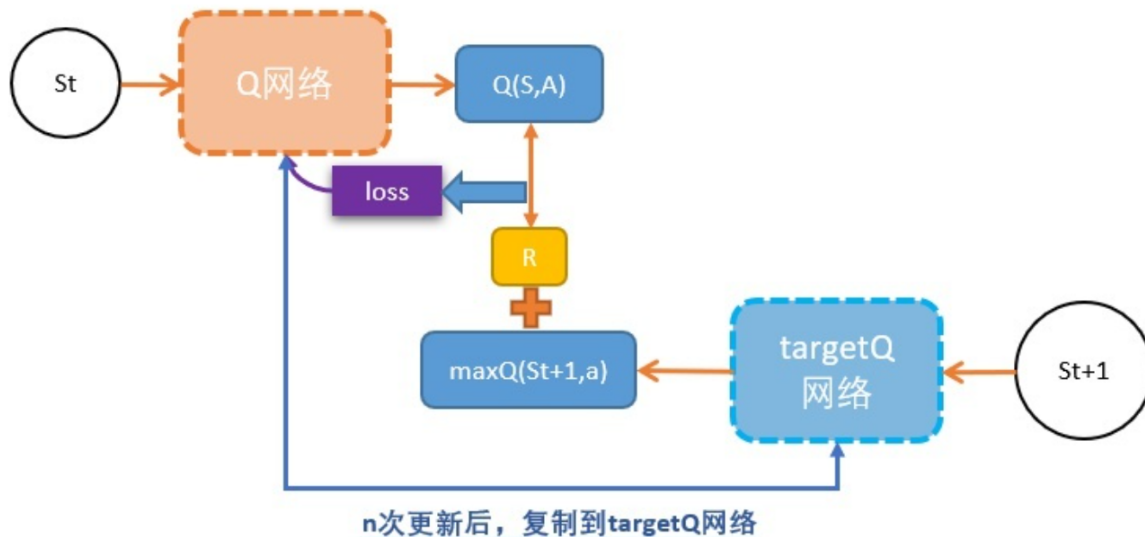 St
Q网络
Q(S,A)
loss
R
maxQ(St+1,a)
targetQ
网络
St+1
n次更新后，复制到targetQ网络